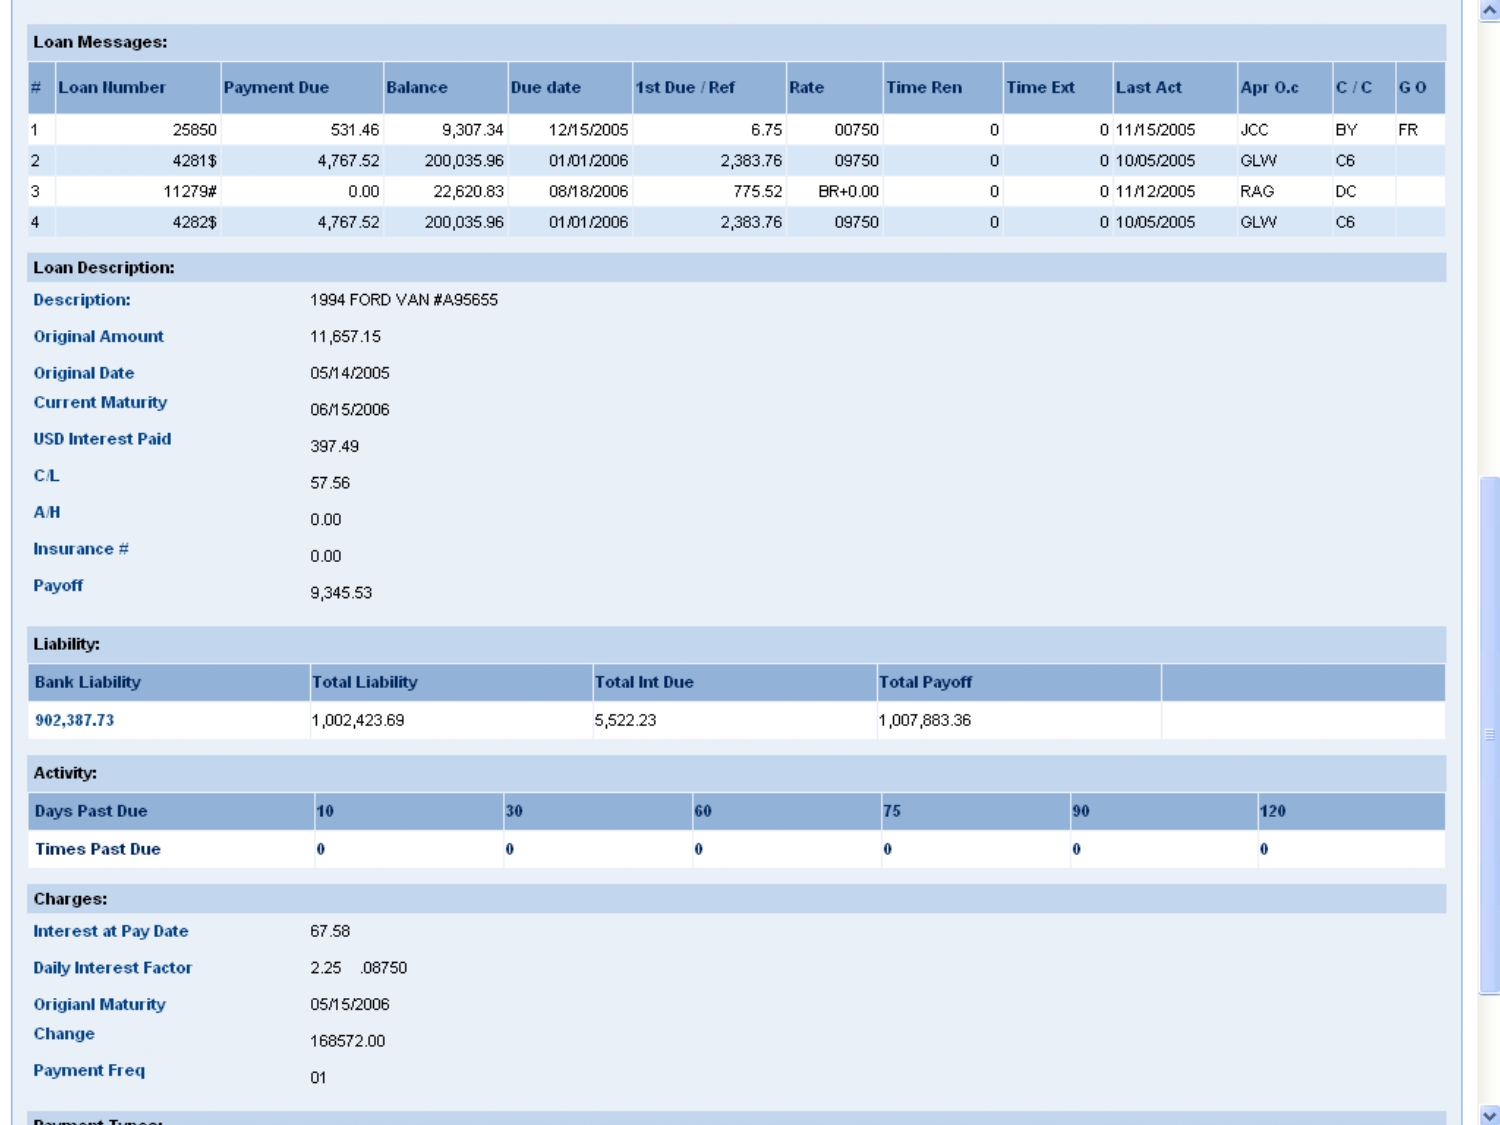 Loan Messages:
# Loan Number Payment Due Balance Due date 1st Due / Ref Rate Time Ren Time Ext Last Act Apr O.c C / C G O
1 25850 531.46 9,307.34 12/15/2005 6.75 00750 0 0 11/15/2005 JCC BY FR
2 4281$ 4,767.52 200,035.96 01/01/2006 2,383.76 09750 0 0 10/05/2005 GLW C6
3 11279# 0.00 22,620.83 08/18/2006 775.52 BR+0.00 0 0 11/12/2005 RAG DC
4 4282$ 4,767.52 200,035.96 01/01/2006 2,383.76 09750 0 0 10/05/2005 GLW C6
Loan Description:
Description: 1994 FORD VAN #A95655
Original Amount 11,657.15
Original Date 05/14/2005
Current Maturity 06/15/2006
USD Interest Paid 397.49
C/L 57.56
A/H 0.00
Insurance # 0.00
Payoff 9,345.53
Liability:
Bank Liability Total Liability Total Int Due Total Payoff
902,387.73 1,002,423.69 5,522.23 1,007,883.36
Activity:
Days Past Due 10 30 60 75 90 120
Times Past Due 0 0 0 0 0 0
Charges:
Interest at Pay Date 67.58
Daily Interest Factor 2.25 .08750
Origianl Maturity 05/15/2006
Change 168572.00
Payment Freq 01
Payment Types: